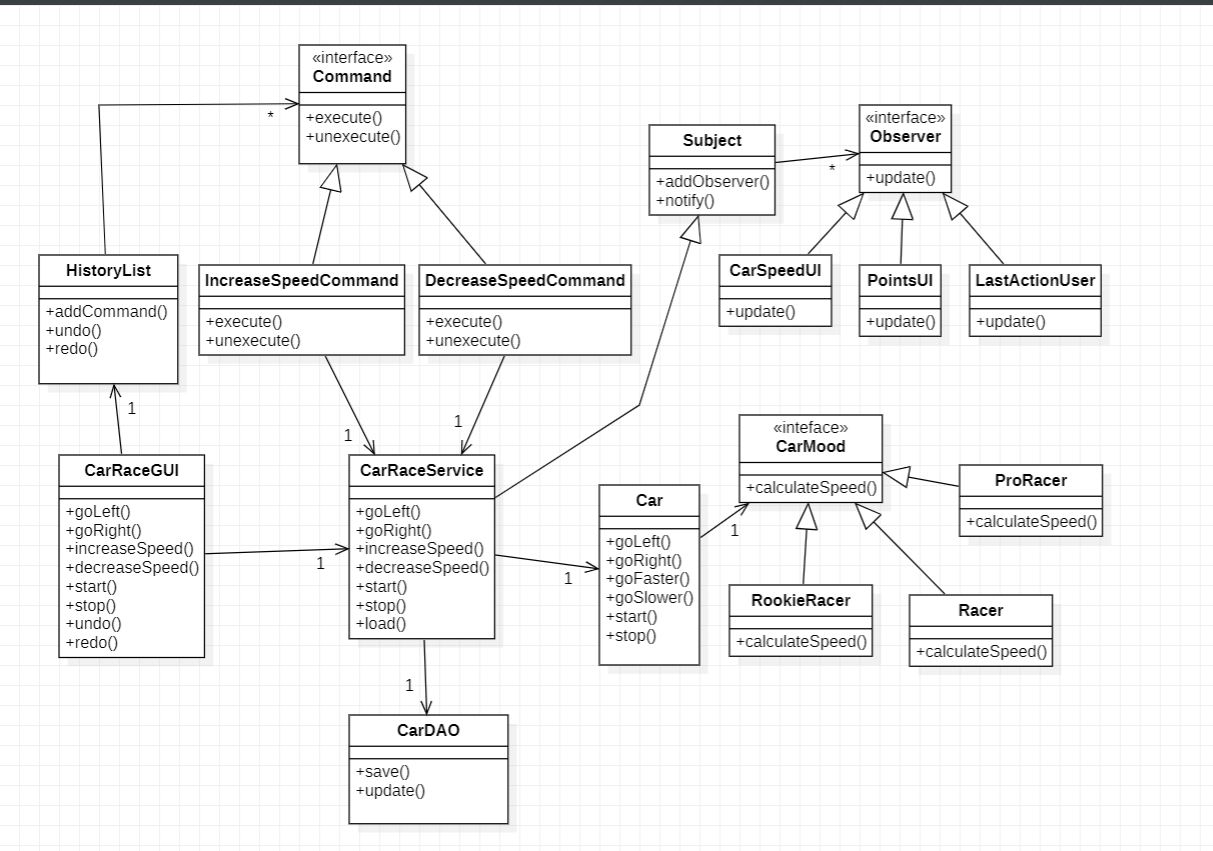 «interface»
Command
+execute()
+unexecute()
*
Subject
+addObserver()
+notify()
*
«interface»
Observer
+update()
HistoryList
+addCommand()
+undo()
+redo()
IncreaseSpeedCommand
+execute()
+unexecute()
DecreaseSpeedCommand
+execute()
+unexecute()
CarSpeedUI
+update()
PointsUI
+update()
LastActionUser
+update()
1
1
1
CarRaceGUI
+goLeft()
+goRight()
+increaseSpeed()
+decreaseSpeed()
+start()
+stop()
+undo()
+redo()
1
CarRaceService
+goLeft()
+goRight()
+increaseSpeed()
+decreaseSpeed()
+start()
+stop()
+load()
1
Car
+goLeft()
+goRight()
+goFaster()
+goSlower()
+start()
+stop()
1
«inteface»
CarMood
+calculateSpeed()
ProRacer
+calculateSpeed()
RookieRacer
+calculateSpeed()
Racer
+calculateSpeed()
1
CarDAO
+save()
+update()